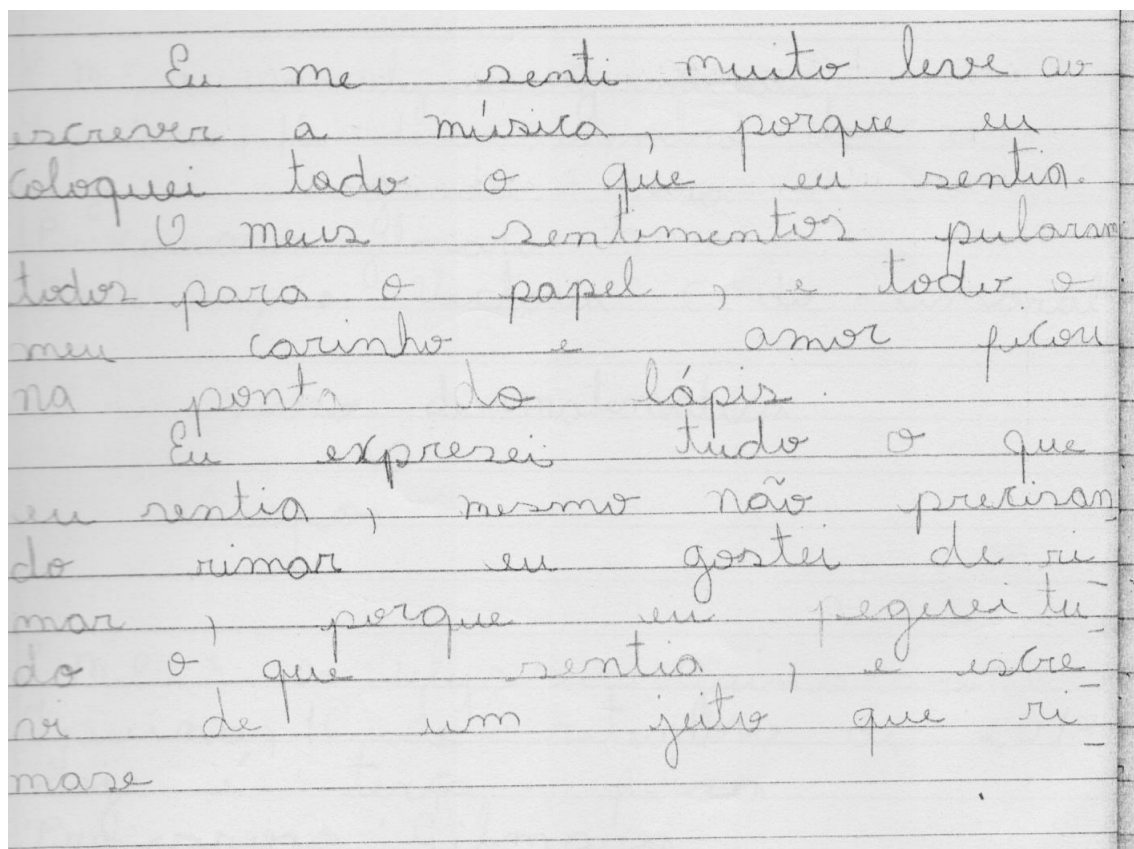 Eu me senti muito leve ao
escrever a música, porque eu
coloquei tudo o que eu sentia.
O meus sentimentos pularam
todos para o papel, e todo o
meu carinho e amor ficou
na ponta do lápis.
Eu expresei tudo o que
eu sentia, mesmo não precisan
do rimar eu gostei de ri-
mar, porque eu peguei tu-
do o que sentia, e escre-
vi de um jeito que ri-
mase